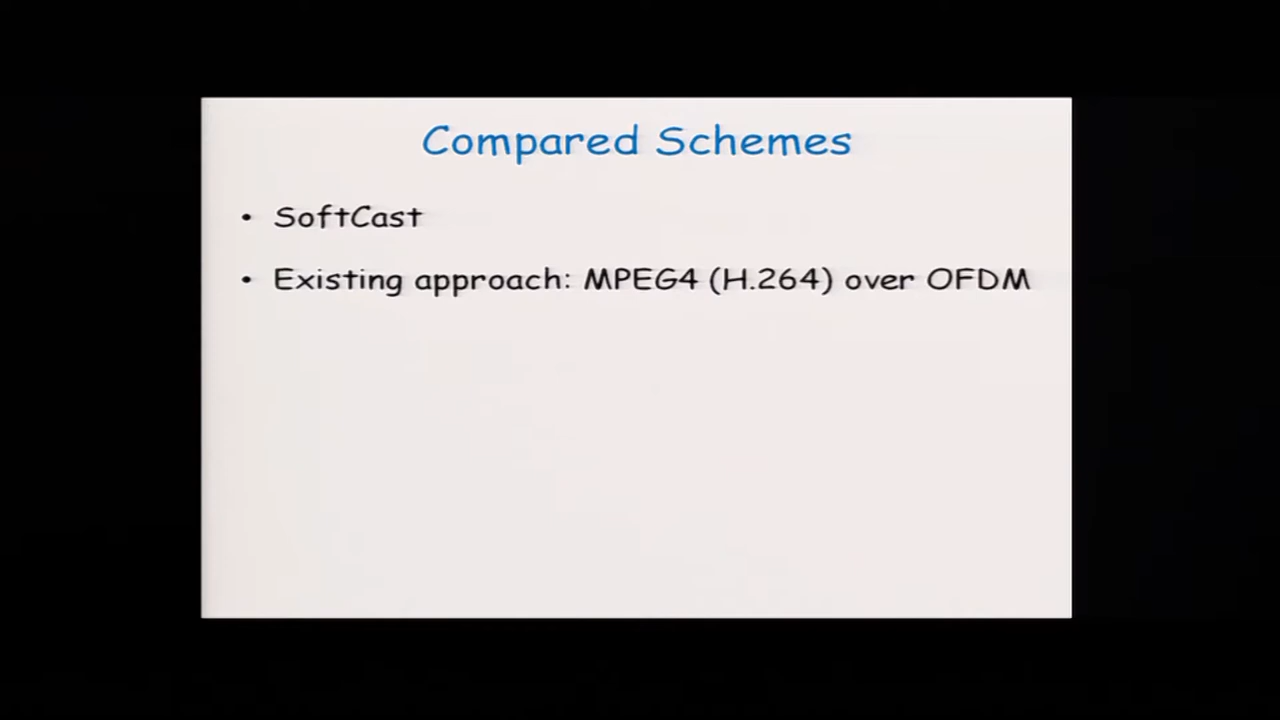 Compared Schemes
• SoftCast
• Existing approach: MPEG4 (H.264) over OFDM